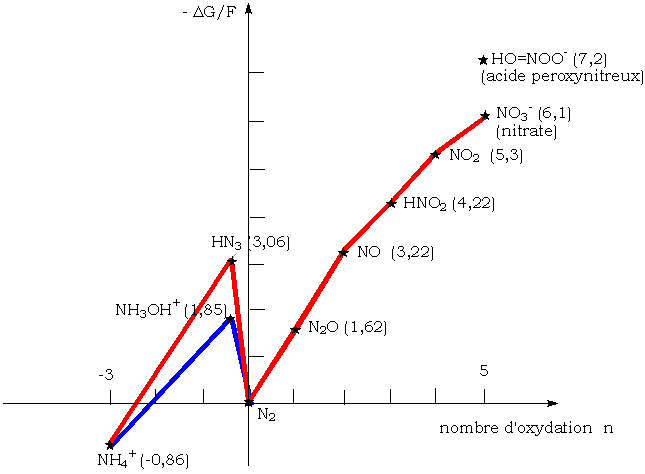 - ΔG/F
HO=NOO⁻ (7,2)
(acide peroxynitreux)
NO₃⁻ (6,1)
(nitrate)
NO₂ (5,3)
HNO₂ (4,22)
HN₃ (3,06)
NO (3,22)
NH₃OH⁺ (1,85)
N₂O (1,62)
-3
5
N₂
nombre d'oxydation n
NH₄⁺ (-0,86)